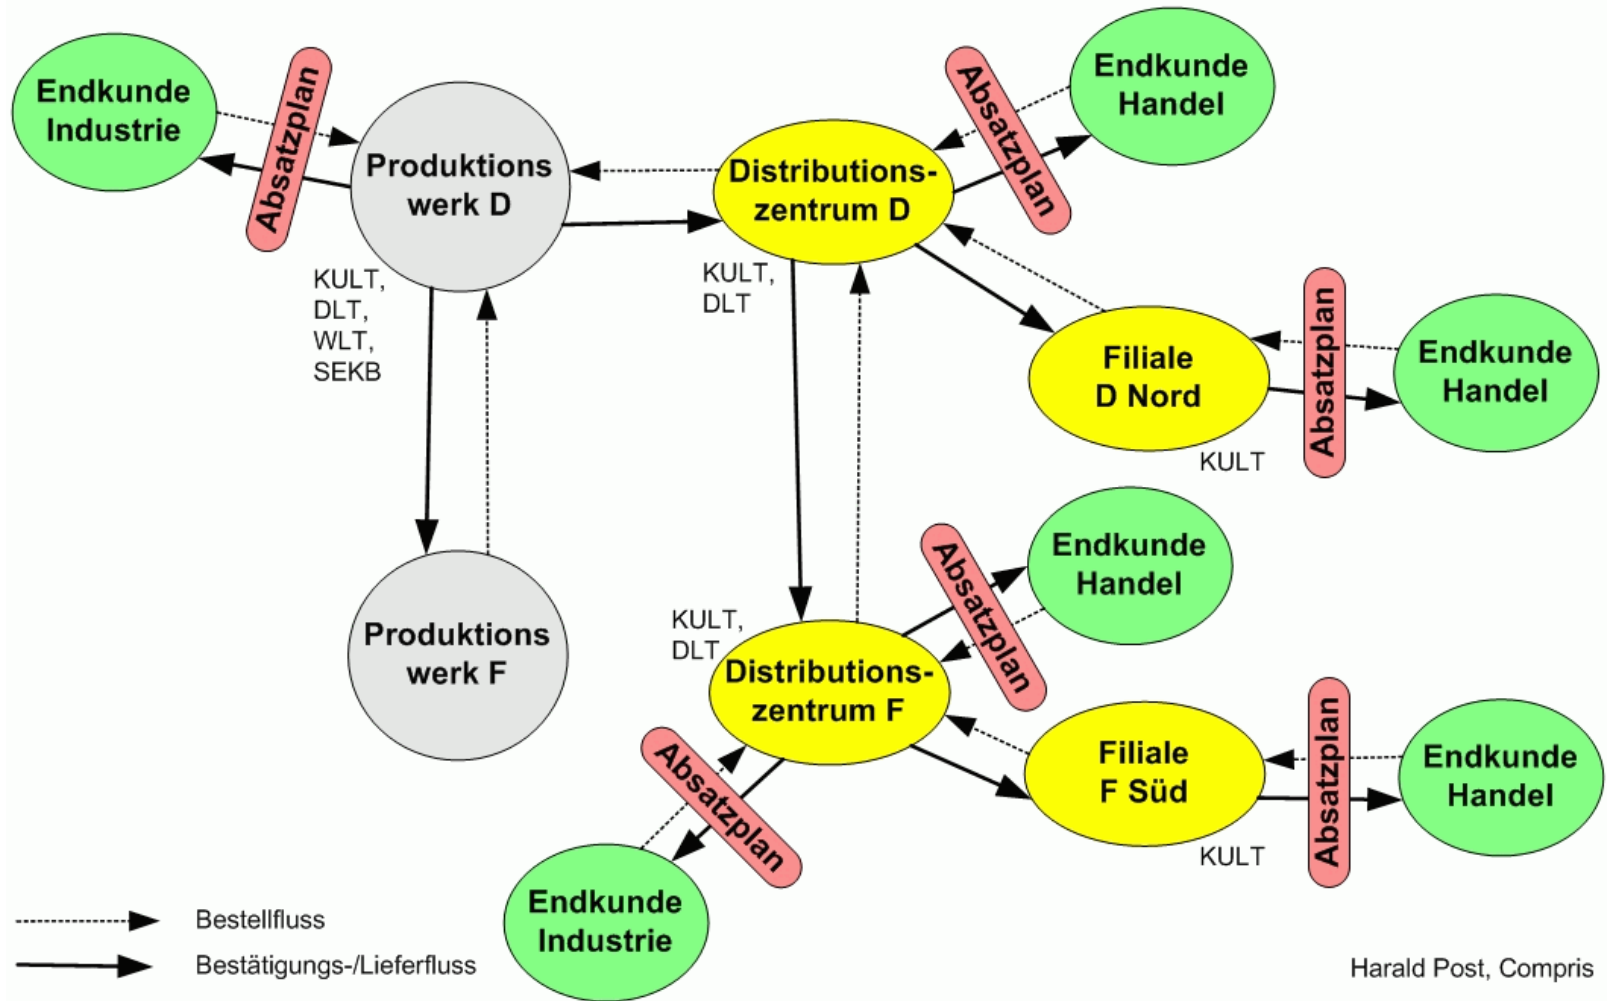 Endkunde
Industrie
Absatzplan
Produktions
werk D
KULT,
DLT,
WLT,
SEKB
Distributions-
zentrum D
KULT,
DLT
Absatzplan
Endkunde
Handel
Filiale
D Nord
KULT
Absatzplan
Endkunde
Handel
Produktions
werk F
KULT,
DLT
Distributions-
zentrum F
Absatzplan
Endkunde
Handel
Filiale
F Süd
KULT
Absatzplan
Endkunde
Handel
Absatzplan
Endkunde
Industrie
Bestellfluss
Bestätigungs-/Lieferfluss
Harald Post, Compris